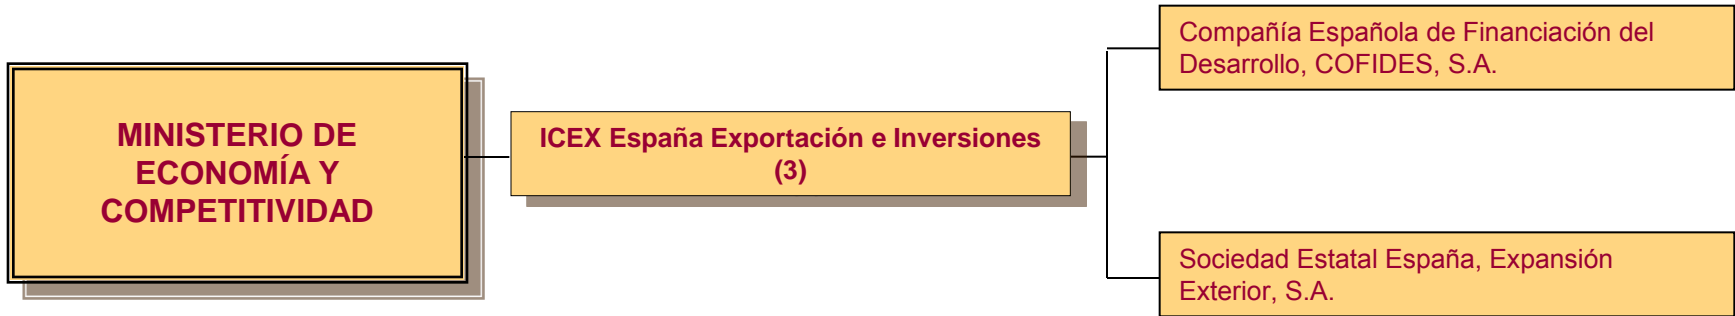 MINISTERIO DE
ECONOMÍA Y
COMPETITIVIDAD
ICEX España Exportación e Inversiones
(3)
Compañía Española de Financiación del
Desarrollo, COFIDES, S.A.
Sociedad Estatal España, Expansión
Exterior, S.A.